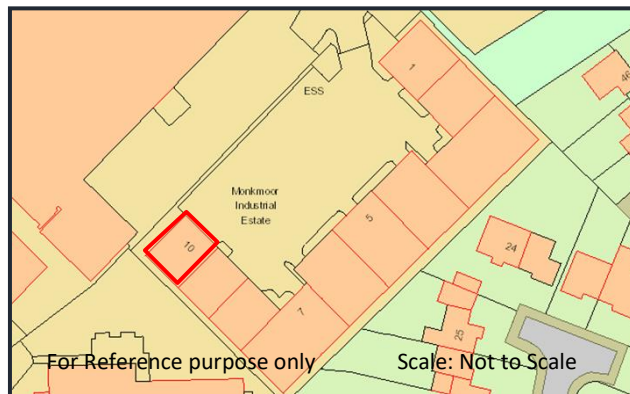 1
46
ESS
Monkmoor
Industrial
Estate
5
10
24
7
25
For Reference purpose only
Scale: Not to Scale